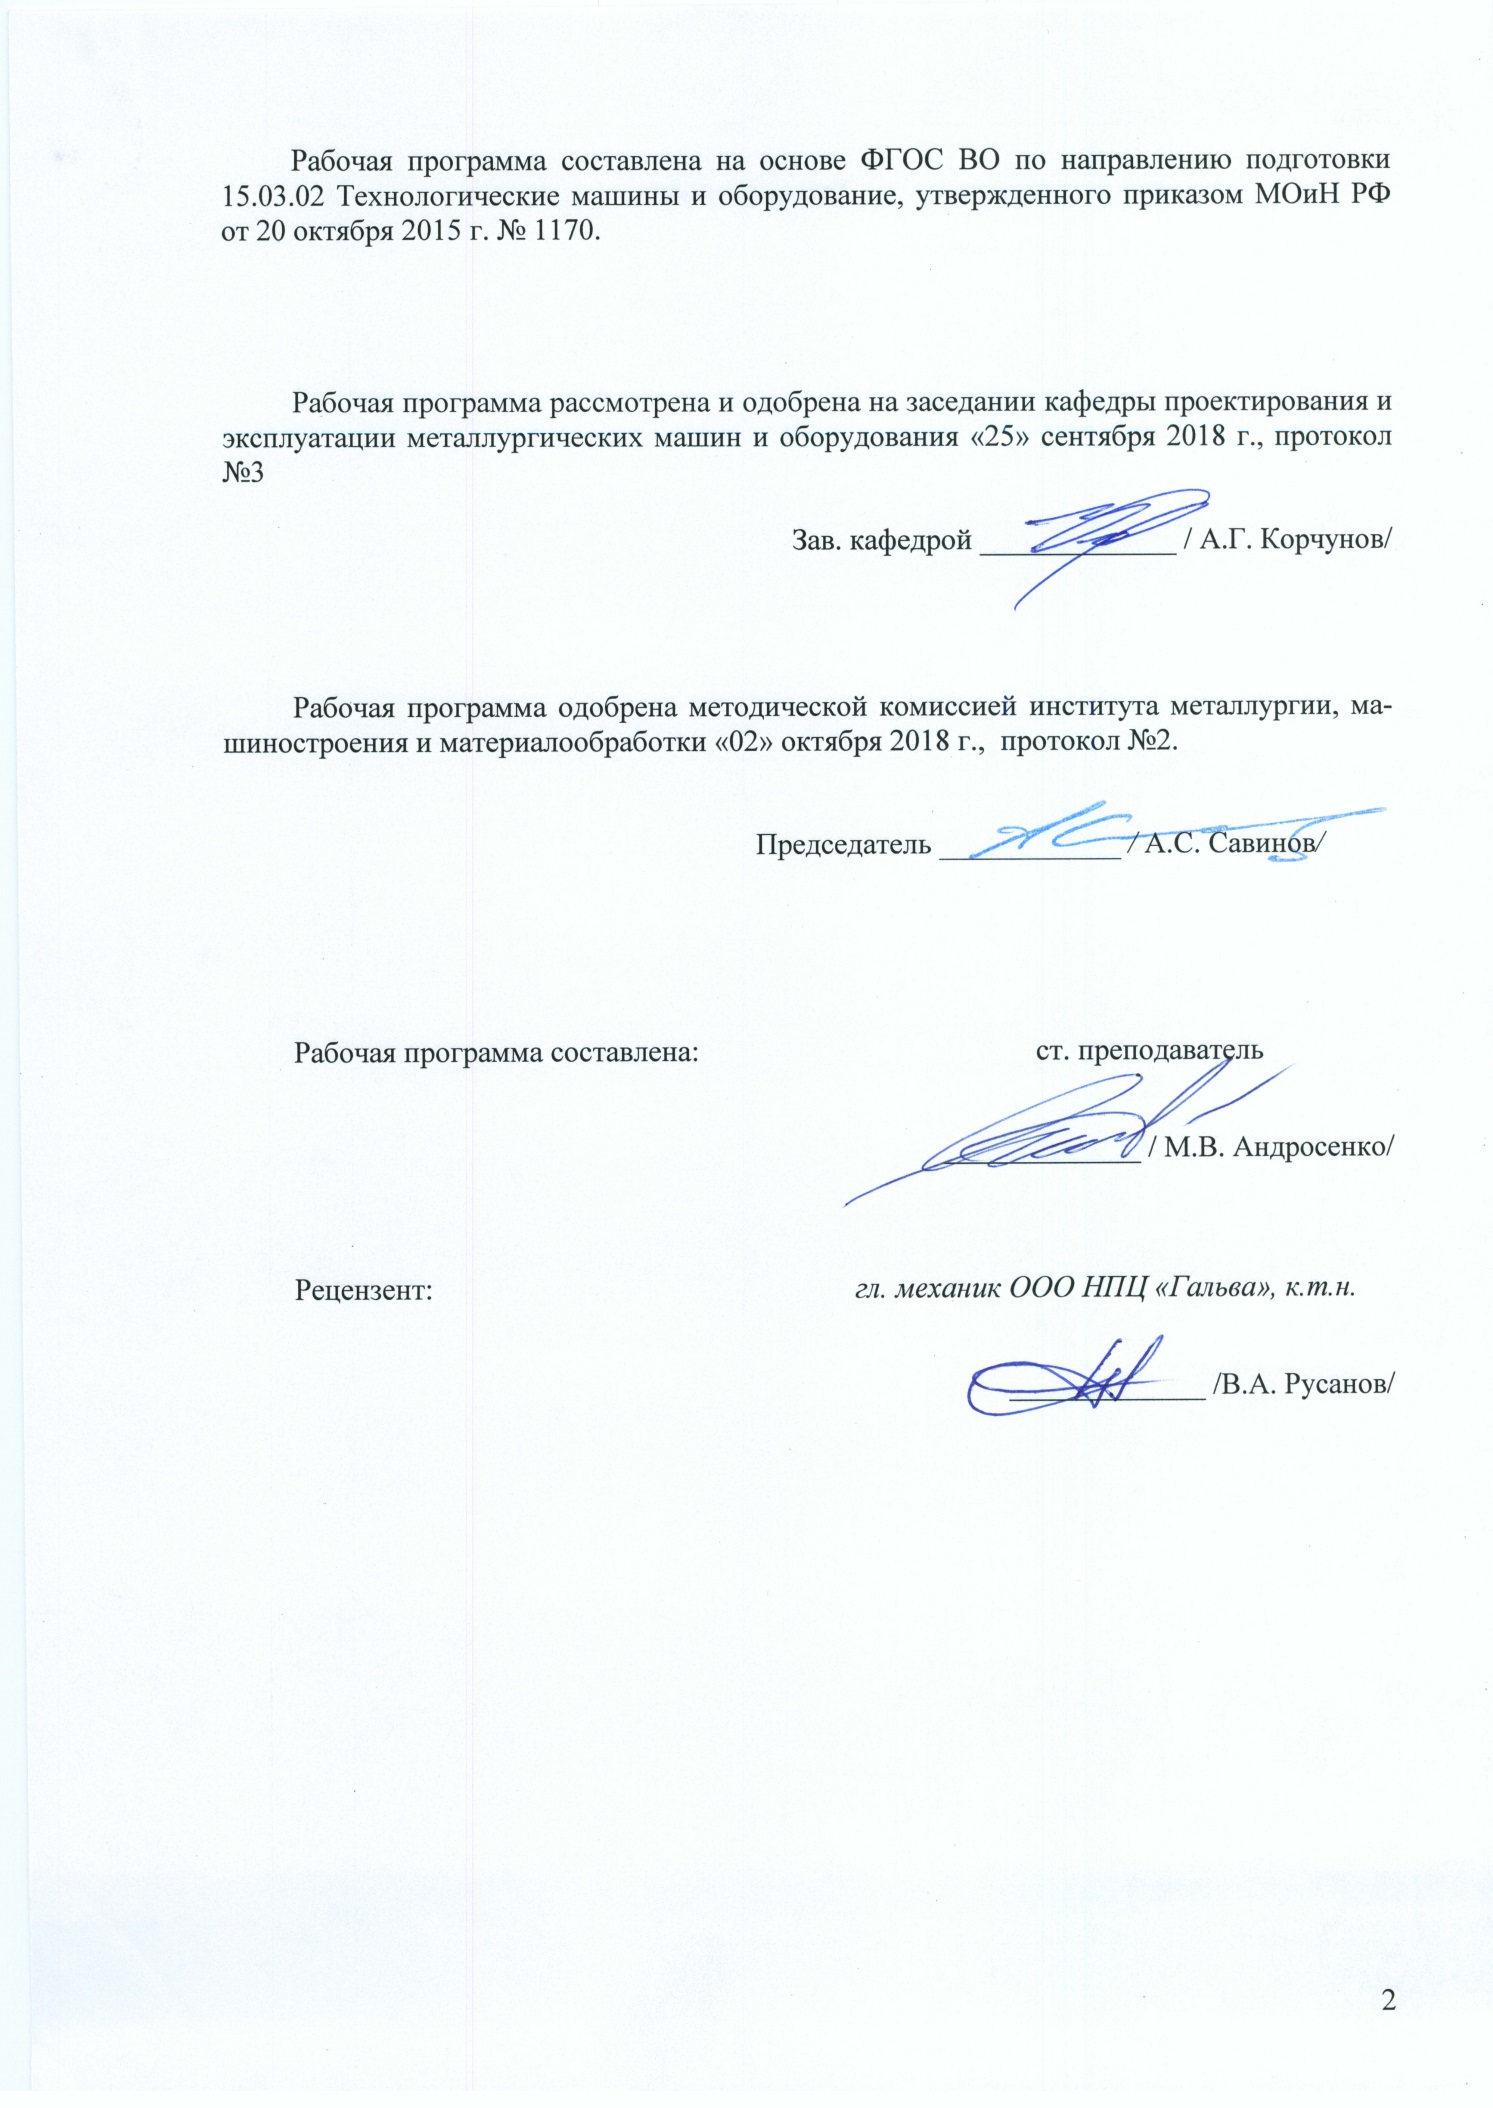 Рабочая программа составлена на основе ФГОС ВО по направлению подготовки
15.03.02 Технологические машины и оборудование, утвержденного приказом МОиН РФ
от 20 октября 2015 г. № 1170.
Рабочая программа рассмотрена и одобрена на заседании кафедры проектирования и
эксплуатации металлургических машин и оборудования «25» сентября 2018 г., протокол
№3
Зав. кафедрой _____________ / А.Г. Корчунов/
Рабочая программа одобрена методической комиссией института металлургии, ма-
шиностроения и материалообработки «02» октября 2018 г., протокол №2.
Председатель ____________ / А.С. Савинов/
Рабочая программа составлена: ст. преподаватель
_____________ / М.В. Андросенко/
Рецензент: гл. механик ООО НПЦ «Гальва», к.т.н.
_____________ /В.А. Русанов/
2